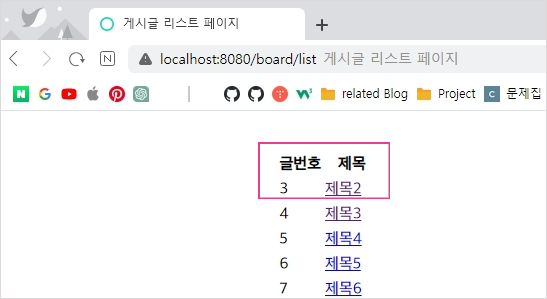 게시글 리스트 페이지
localhost:8080/board/list 게시글 리스트 페이지
related Blog Project 문제집
글번호 제목
3 제목2
4 제목3
5 제목4
6 제목5
7 제목6